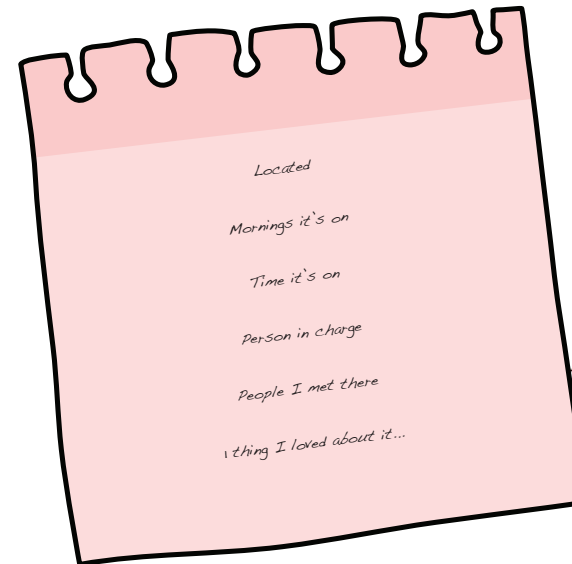 Located
Mornings it's on
Time it's on
Person in charge
People I met there
1 thing I loved about it...